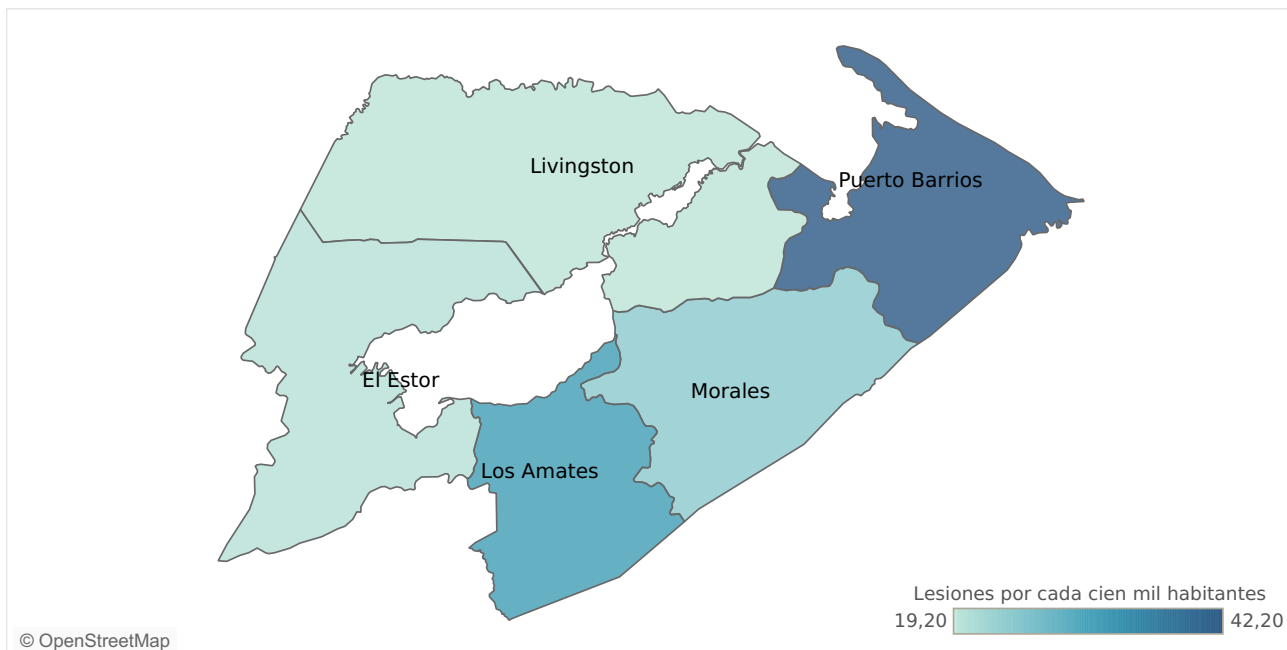 Livingston
Puerto Barrios
El Estor
Morales
Los Amates
Lesiones por cada cien mil habitantes
19,20 42,20
© OpenStreetMap